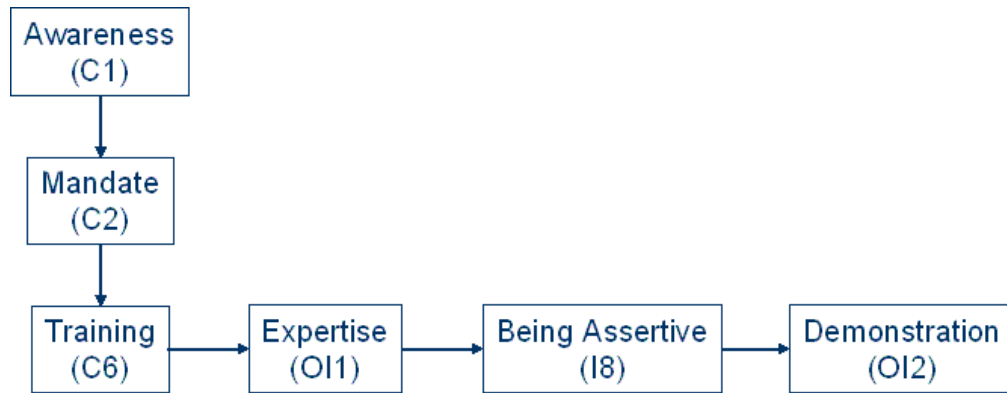 Awareness
(C1)
Mandate
(C2)
Training
(C6)
Expertise
(OI1)
Being Assertive
(I8)
Demonstration
(OI2)